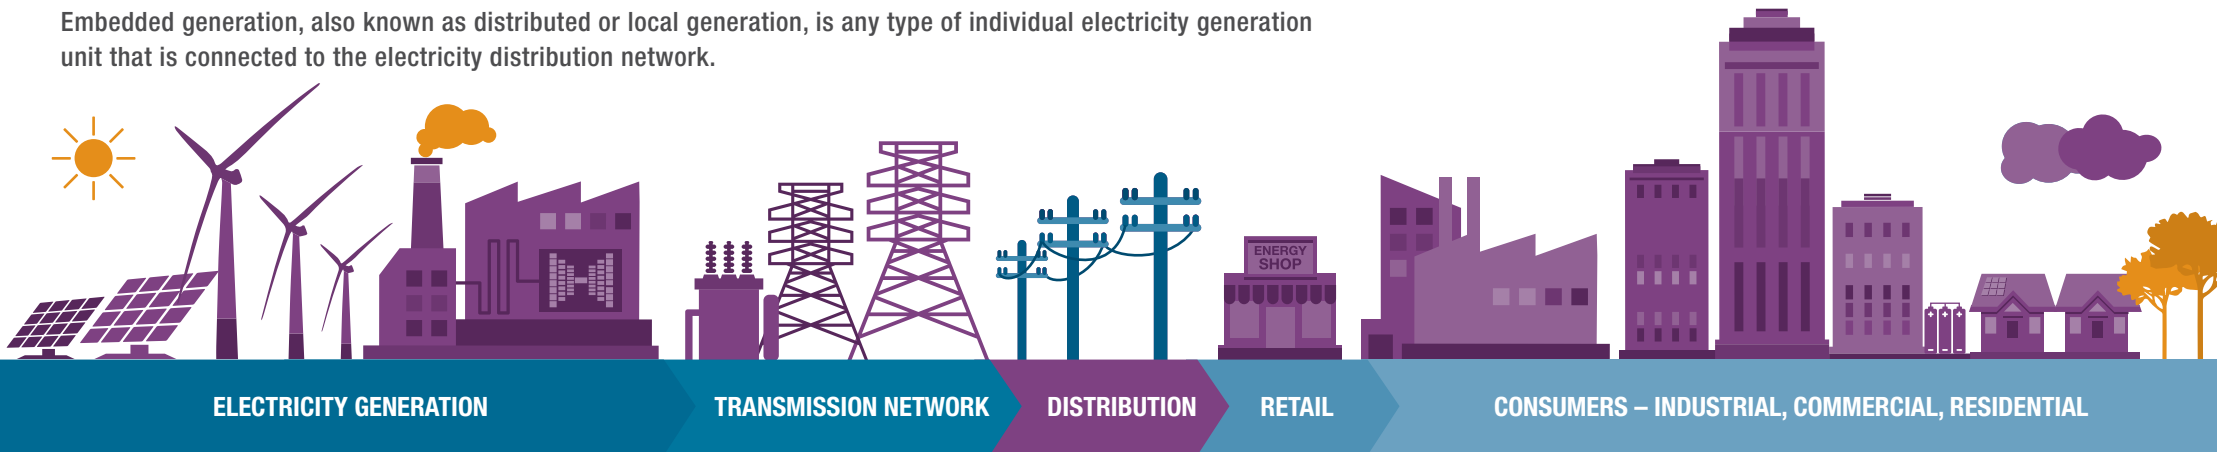 Embedded generation, also known as distributed or local generation, is any type of individual electricity generation
unit that is connected to the electricity distribution network.
ENERGY
SHOP
ELECTRICITY GENERATION
TRANSMISSION NETWORK
DISTRIBUTION
RETAIL
CONSUMERS – INDUSTRIAL, COMMERCIAL, RESIDENTIAL